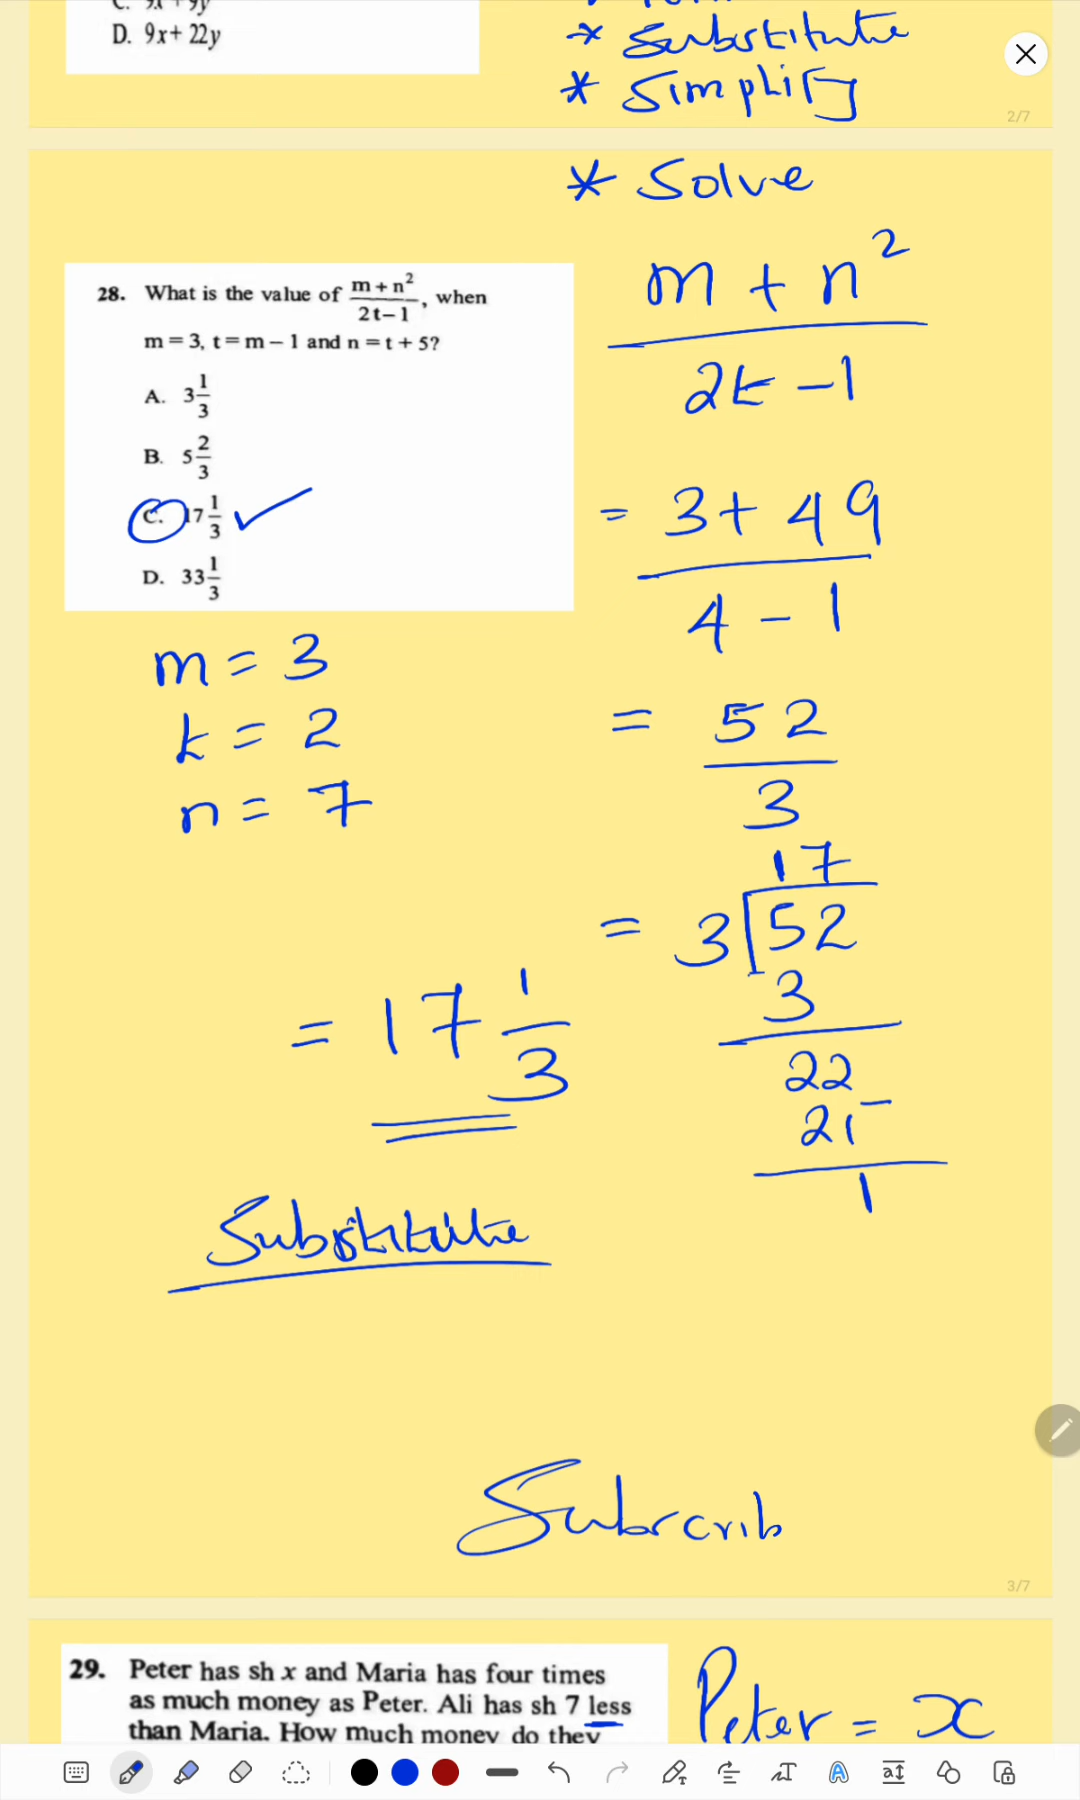 D. 9x+ 22y
* Substitute
* Simplify
2/7
* Solve
28. What is the value of (m + n²)/(2t-1), when
m = 3, t = m - 1 and n = t + 5?
A. 3 1/3
B. 5 2/3
C. 17 1/3
D. 33 1/3
m + n²
2t - 1
= 3 + 49
4 - 1
m = 3
t = 2
n = 7
= 52
3
17
= 3 52
3
22
21 -
1
= 17 1/3
Substitute
Subscrib
3/7
29. Peter has sh x and Maria has four times
as much money as Peter. Ali has sh 7 less
than Maria. How much money do they
Peter = x